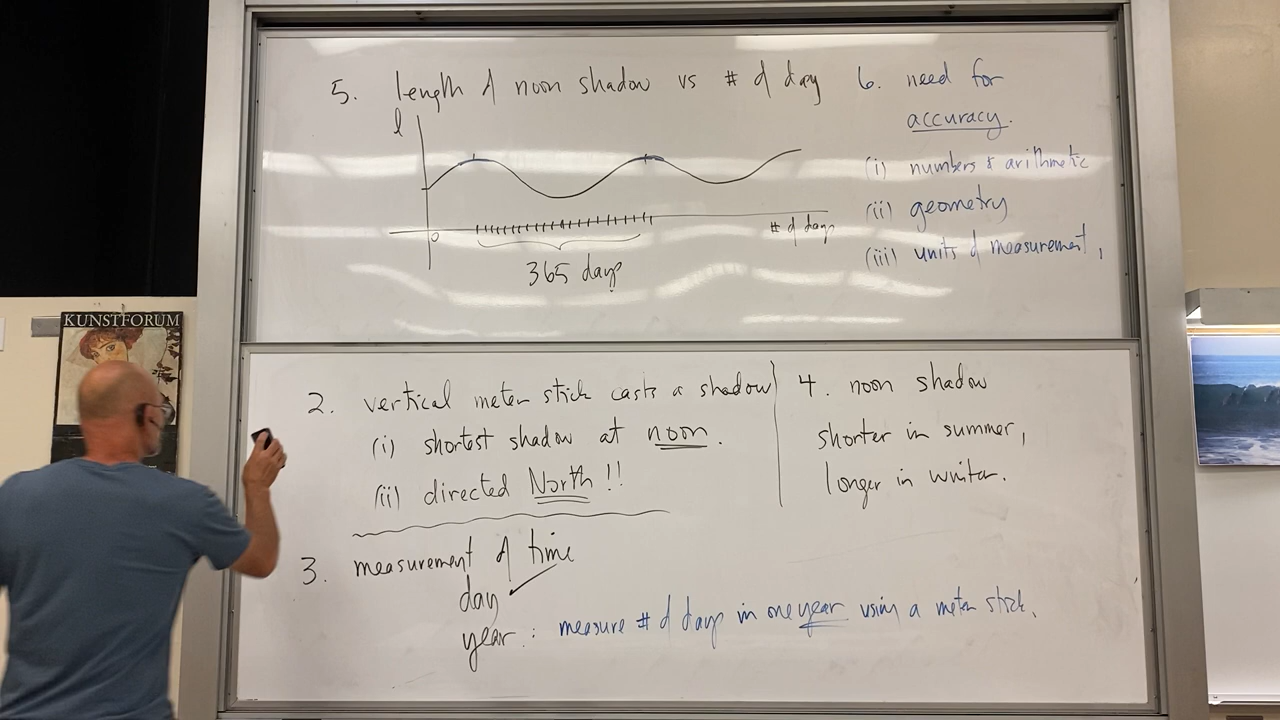 5. length of noon shadow vs # of day
l
0
# of days
365 days
6. need for
accuracy.
(i) numbers & arithmetic
(ii) geometry
(iii) units of measurement,
KUNSTFORUM
2. vertical meter stick casts a shadow
(i) shortest shadow at noon.
(ii) directed North!!
3. measurement of time
day ✓
year: measure # of days in one year using a meter stick.
4. noon shadow
shorter in summer,
longer in winter.